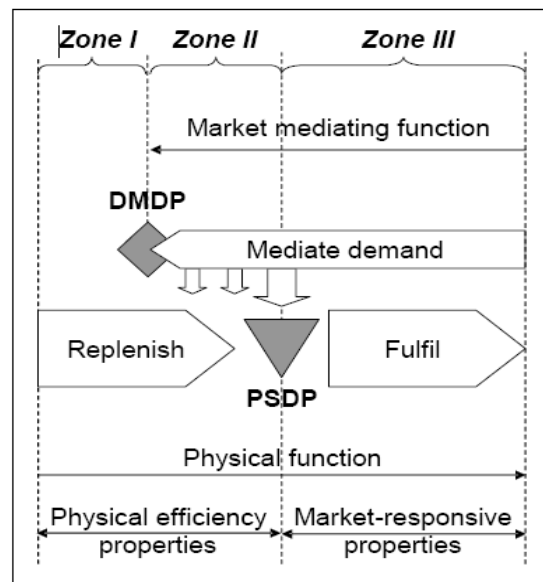 Zone I Zone II Zone III
Market mediating function
DMDP
Mediate demand
Replenish Fulfil
PSDP
Physical function
Physical efficiency Market-responsive
properties properties